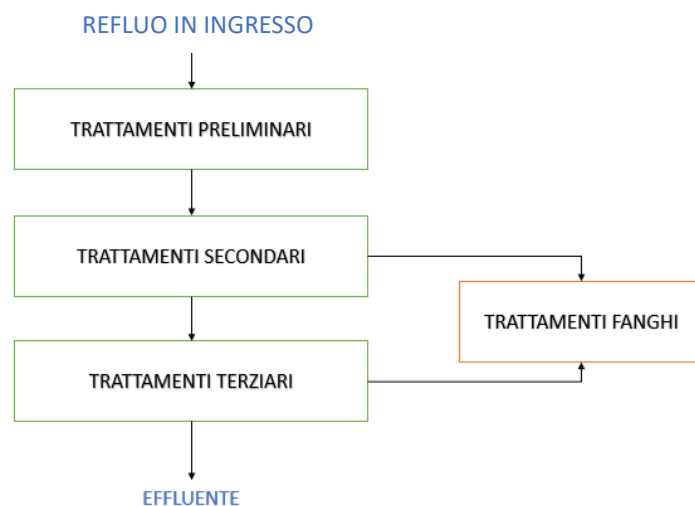 REFLUO IN INGRESSO
TRATTAMENTI PRELIMINARI
TRATTAMENTI SECONDARI
TRATTAMENTI FANGHI
TRATTAMENTI TERZIARI
EFFLUENTE